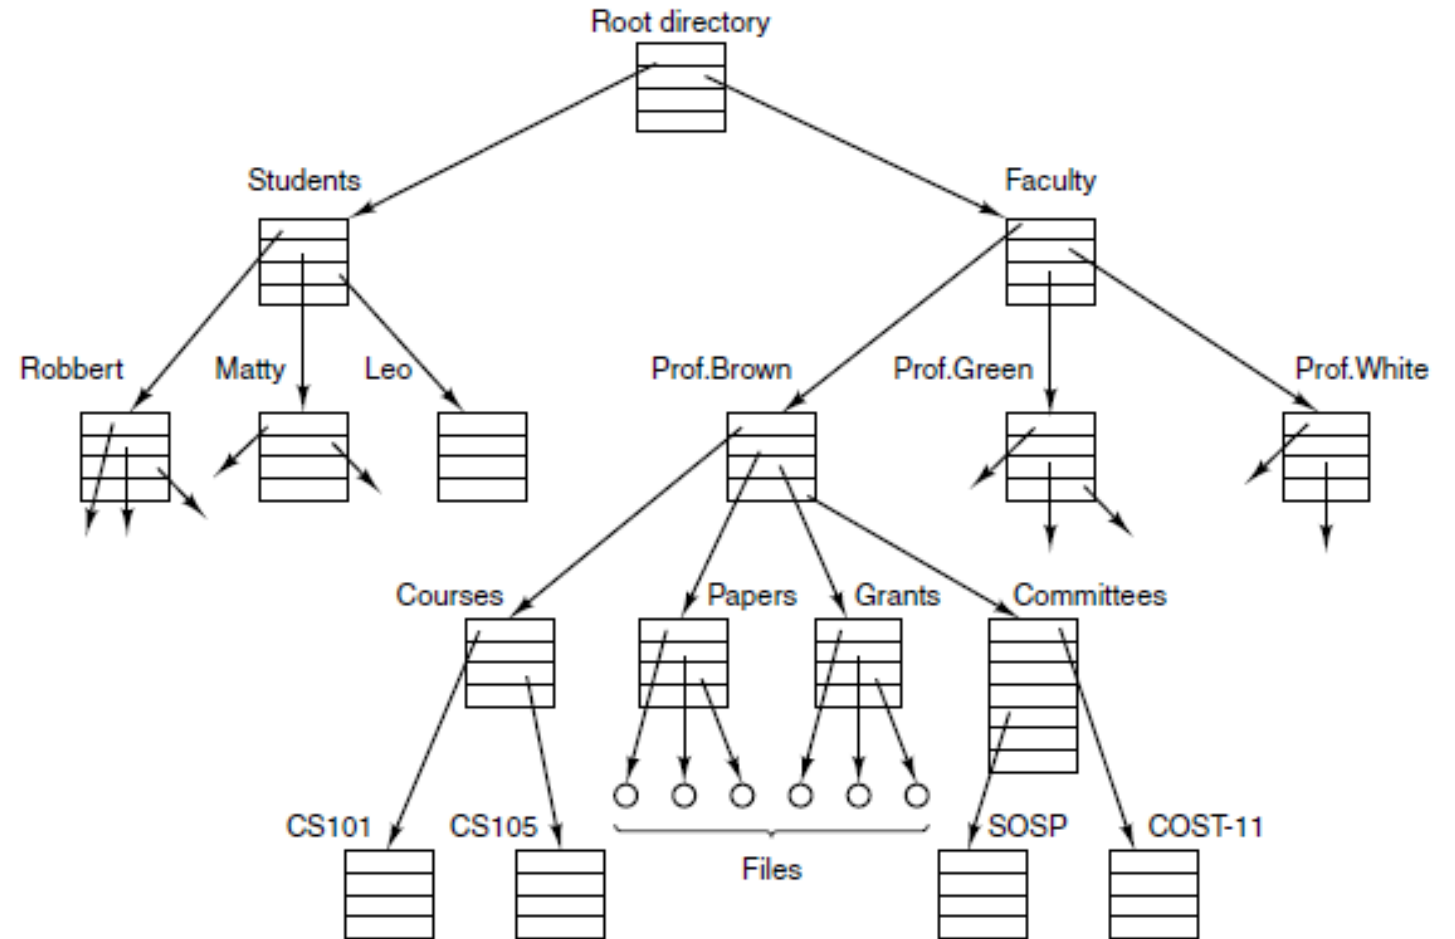 Root directory
Students
Faculty
Robbert
Matty
Leo
Prof.Brown
Prof.Green
Prof.White
Courses
Papers
Grants
Committees
CS101
CS105
SOSP
COST-11
Files